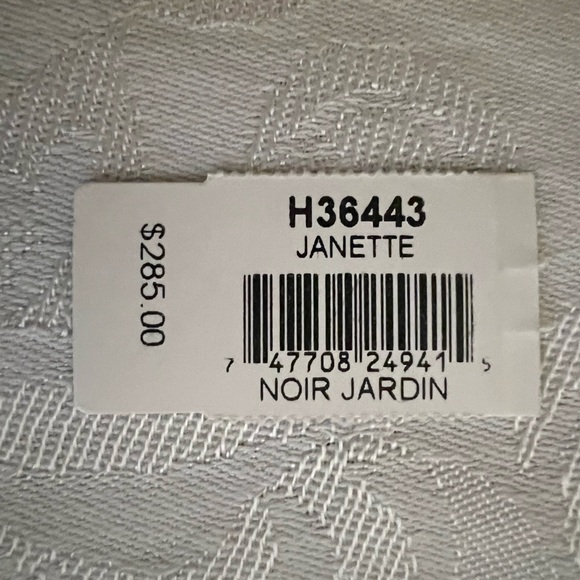 H36443
JANETTE
7 47708 24941 5
NOIR JARDIN
$285.00